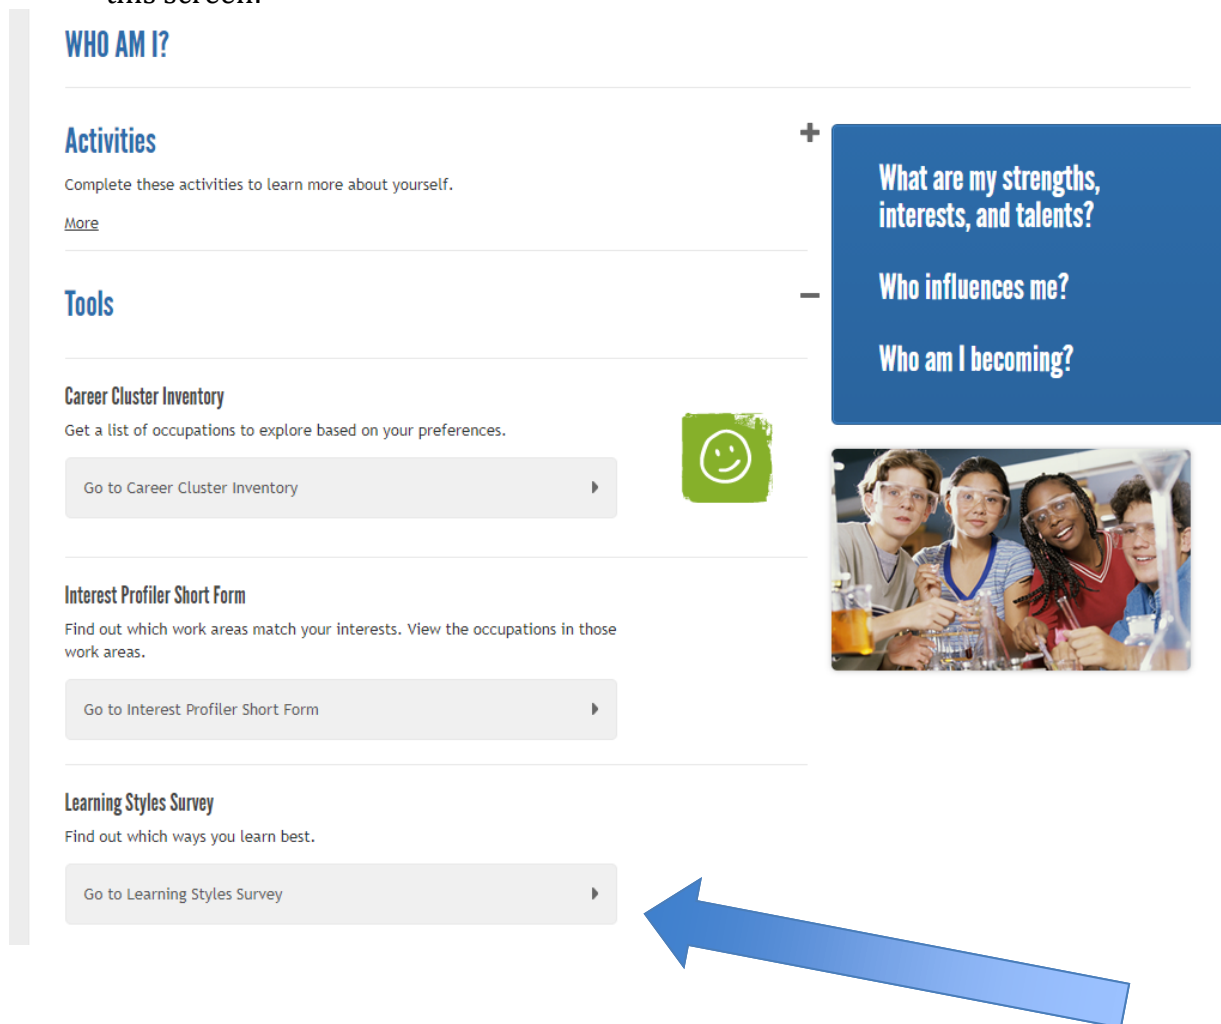 this screen.
WHO AM I?
Activities
Complete these activities to learn more about yourself.
More
What are my strengths,
interests, and talents?
Who influences me?
Who am I becoming?
Tools
Career Cluster Inventory
Get a list of occupations to explore based on your preferences.
Go to Career Cluster Inventory
Interest Profiler Short Form
Find out which work areas match your interests. View the occupations in those
work areas.
Go to Interest Profiler Short Form
Learning Styles Survey
Find out which ways you learn best.
Go to Learning Styles Survey